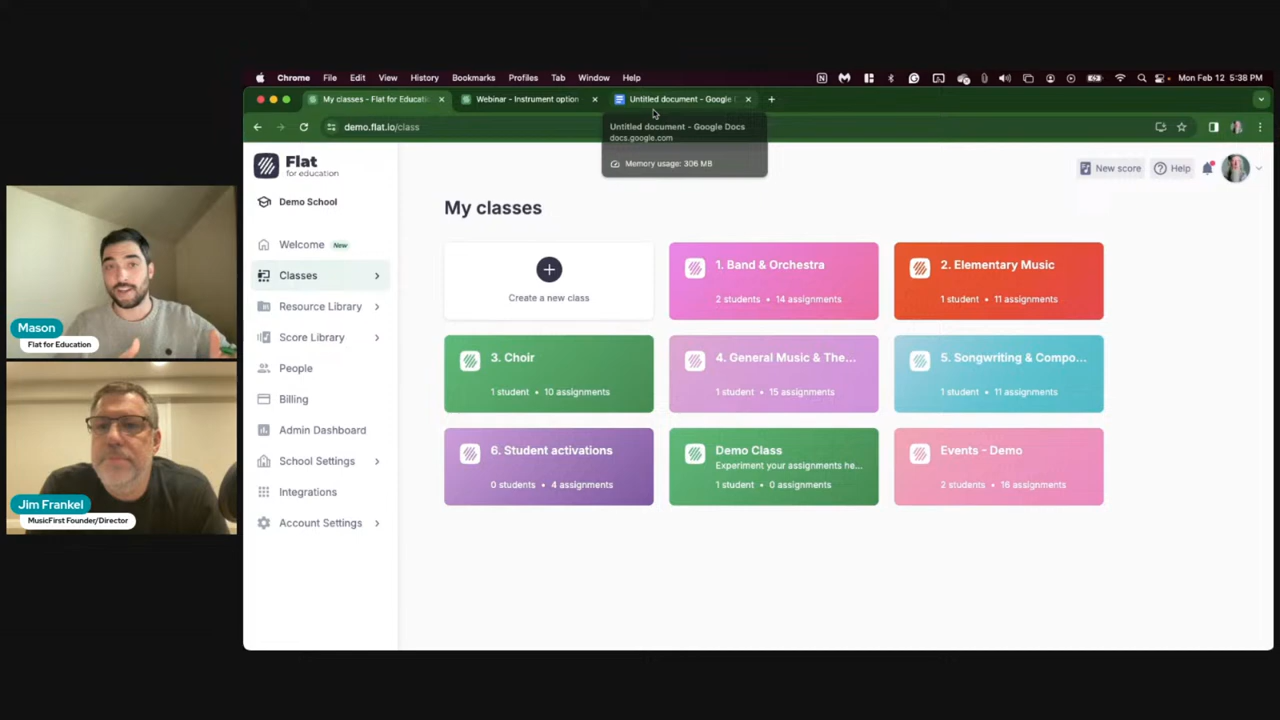 Chrome File Edit View History Bookmarks Profiles Tab Window Help
Mon Feb 12 5:38 PM
My classes - Flat for Educati
Webinar - Instrument option
Untitled document - Google
demo.flat.io/class
Untitled document - Google Docs
docs.google.com
Memory usage: 306 MB
Flat
for education
New score
Help
Demo School
My classes
Welcome New
Classes
Resource Library
Score Library
People
Billing
Admin Dashboard
School Settings
Integrations
Account Settings
Create a new class
1. Band & Orchestra
2 students • 14 assignments
2. Elementary Music
1 student • 11 assignments
3. Choir
1 student • 10 assignments
4. General Music & The...
1 student • 15 assignments
5. Songwriting & Compo...
1 student • 11 assignments
6. Student activations
0 students • 4 assignments
Demo Class
Experiment your assignments he...
1 student • 0 assignments
Events - Demo
2 students • 16 assignments
Mason
Flat for Education
Jim Frankel
MusicFirst Founder/Director